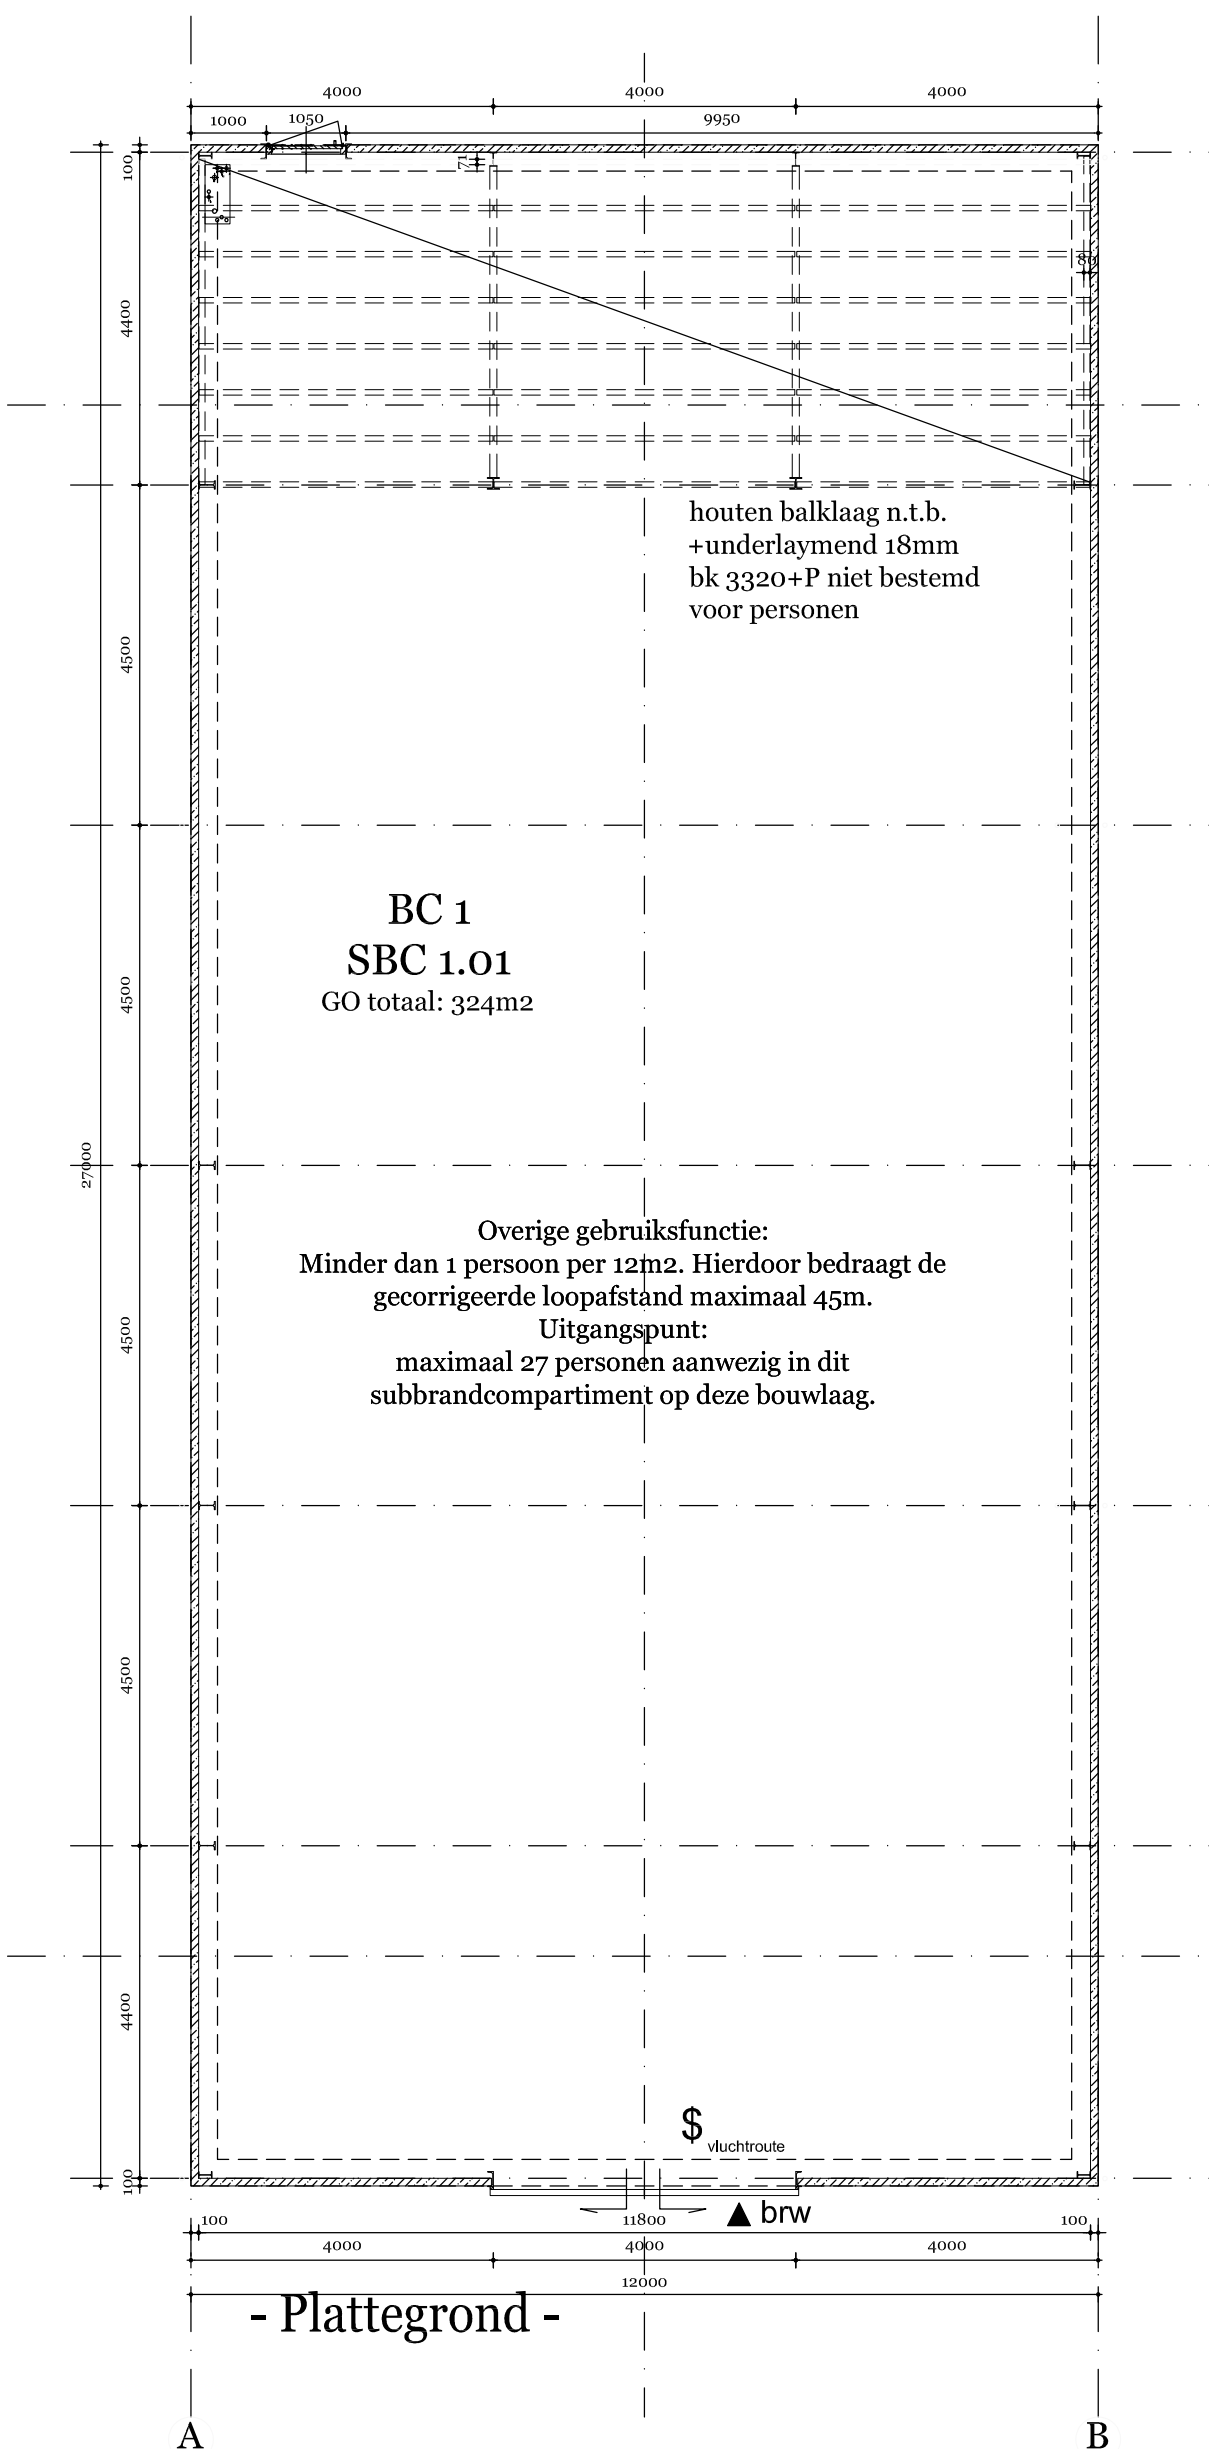 4000 4000 4000
1000 1050 9950
100
71
80
4400
houten balklaag n.t.b.
+underlaymend 18mm
bk 3320+P niet bestemd
voor personen
4500
BC 1
SBC 1.01
GO totaal: 324m2
4500
27000
Overige gebruiksfunctie:
Minder dan 1 persoon per 12m2. Hierdoor bedraagt de
gecorrigeerde loopafstand maximaal 45m.
Uitgangspunt:
maximaal 27 personen aanwezig in dit
subbrandcompartiment op deze bouwlaag.
4500
4500
4400
$ vluchtroute
100
▲ brw
100 11800 100
4000 4000 4000
12000
- Plattegrond -
A B